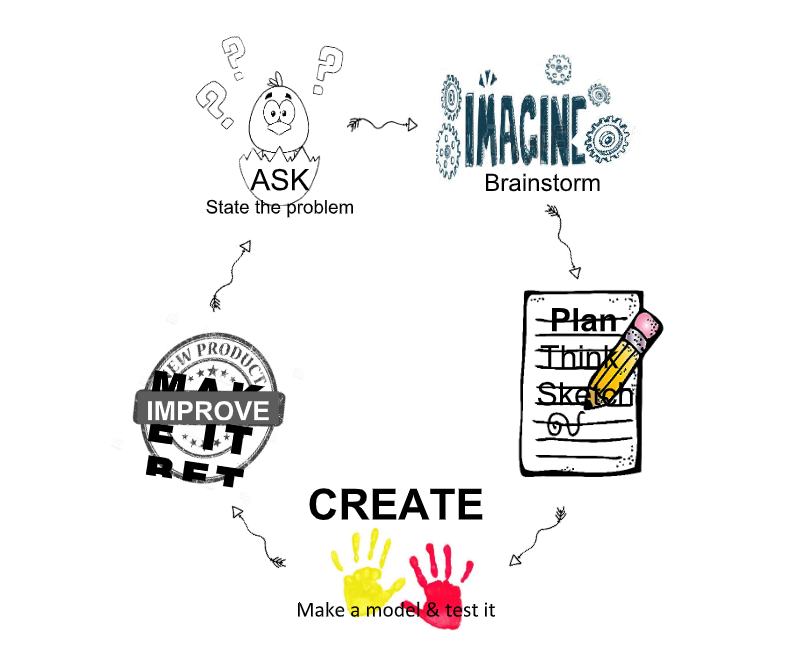 ASK
State the problem
IMAGINE
Brainstorm
Plan
Think
Sketch
CREATE
Make a model & test it
NEW PRODUCT
MAK
IMPROVE
E IT
BET